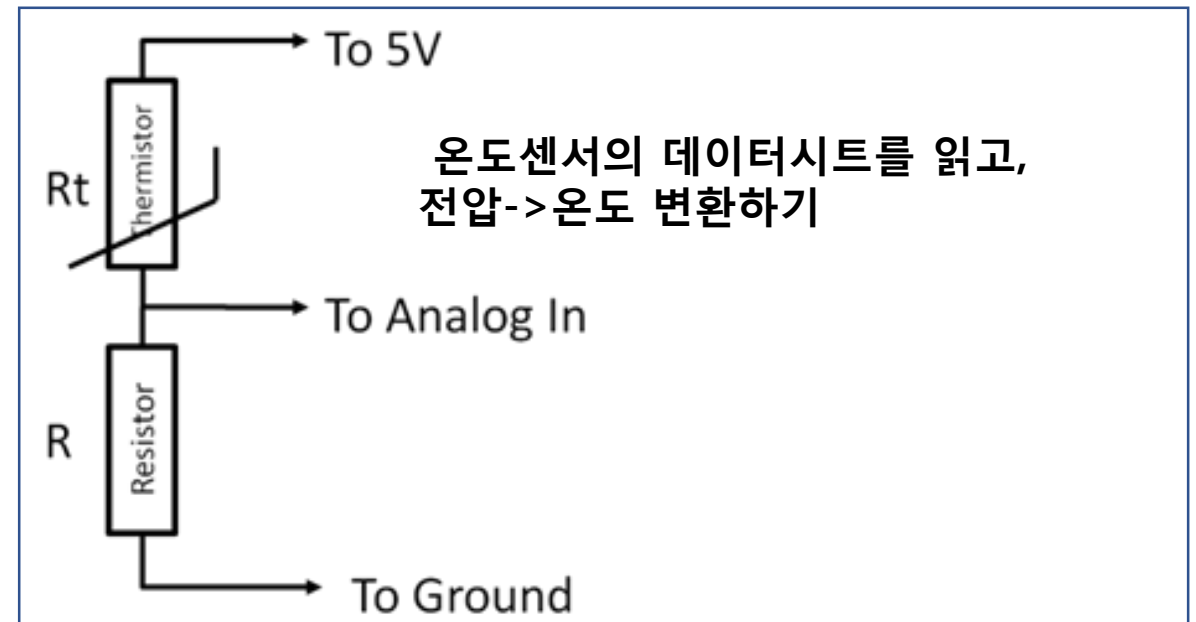 To 5V
Thermistor
온도센서의 데이터시트를 읽고,
전압->온도 변환하기
Rt
To Analog In
Resistor
R
To Ground